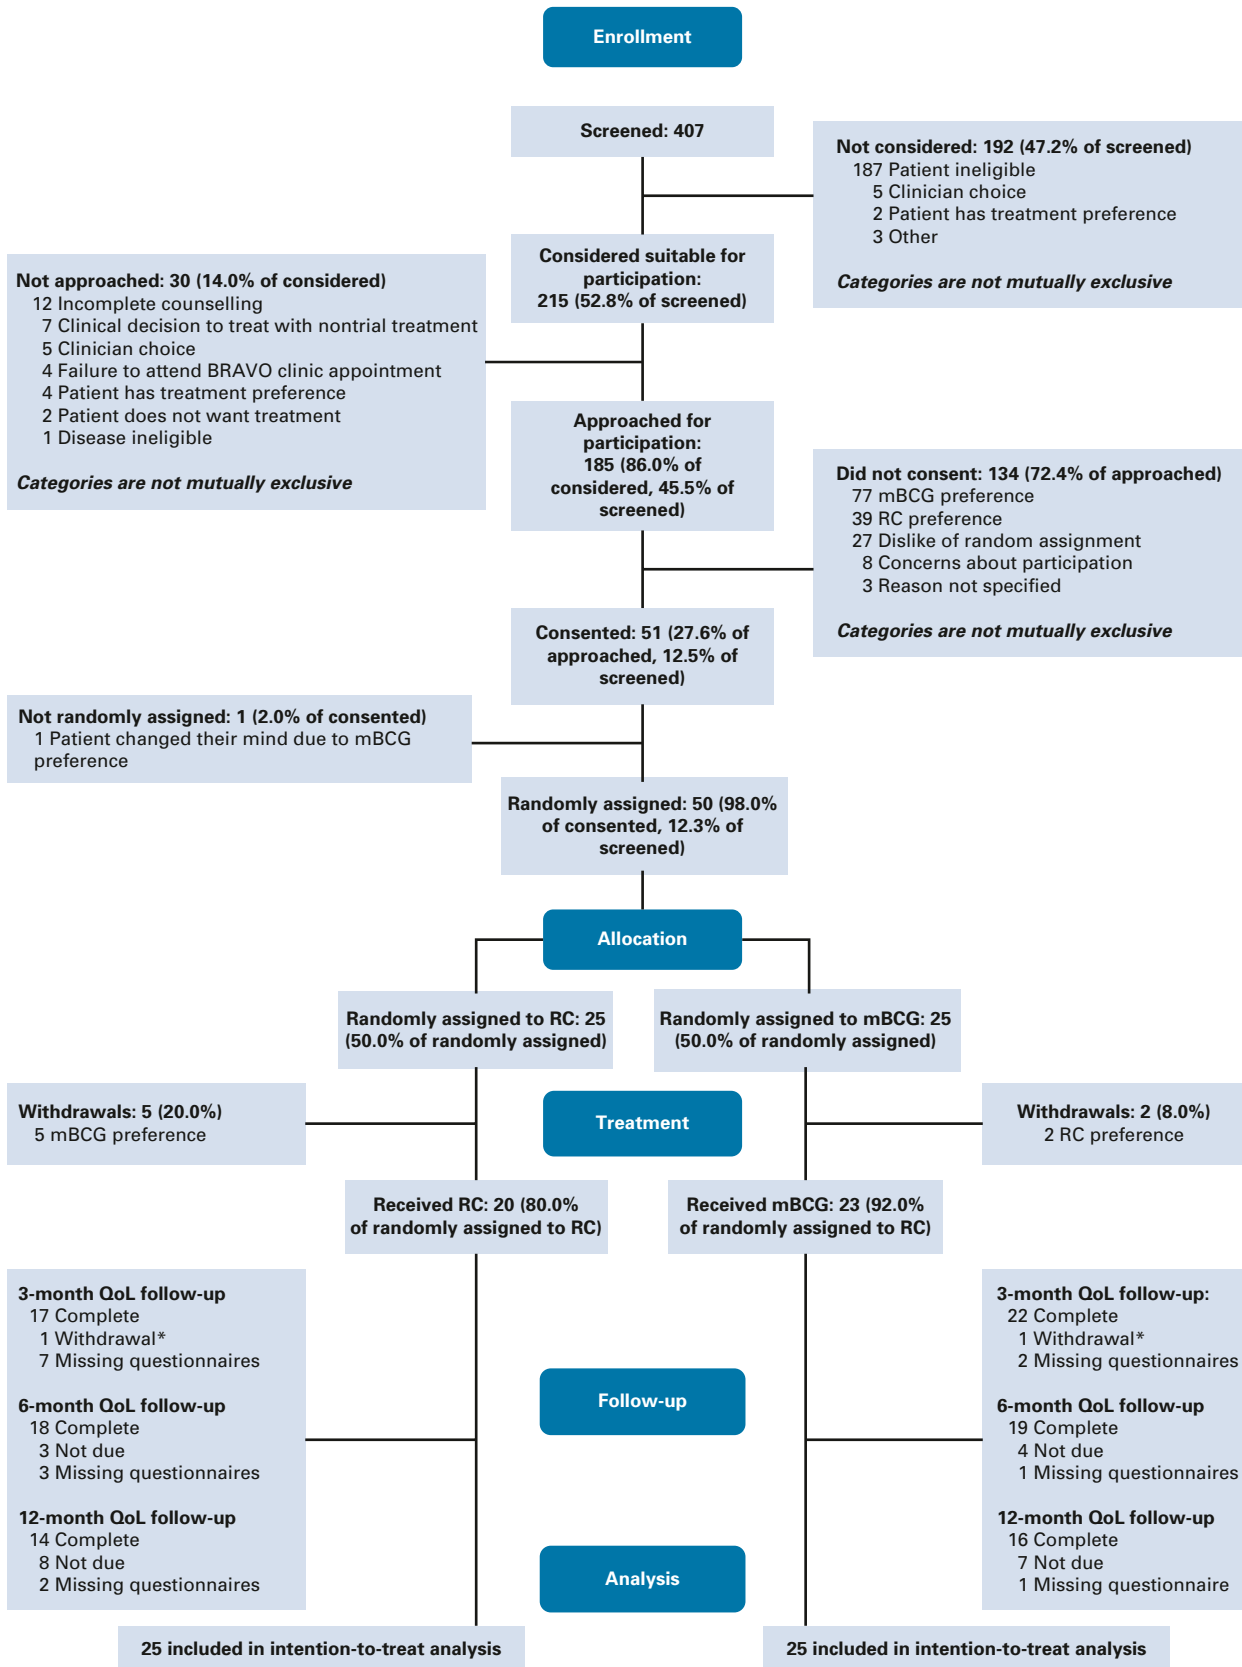 Enrollment
Screened: 407
Not considered: 192 (47.2% of screened)
187 Patient ineligible
5 Clinician choice
2 Patient has treatment preference
3 Other
Categories are not mutually exclusive
Considered suitable for
participation:
215 (52.8% of screened)
Not approached: 30 (14.0% of considered)
12 Incomplete counselling
7 Clinical decision to treat with nontrial treatment
5 Clinician choice
4 Failure to attend BRAVO clinic appointment
4 Patient has treatment preference
2 Patient does not want treatment
1 Disease ineligible
Categories are not mutually exclusive
Approached for
participation:
185 (86.0% of
considered, 45.5% of
screened)
Did not consent: 134 (72.4% of approached)
77 mBCG preference
39 RC preference
27 Dislike of random assignment
8 Concerns about participation
3 Reason not specified
Categories are not mutually exclusive
Consented: 51 (27.6% of
approached, 12.5% of
screened)
Not randomly assigned: 1 (2.0% of consented)
1 Patient changed their mind due to mBCG
preference
Randomly assigned: 50 (98.0%
of consented, 12.3% of
screened)
Allocation
Randomly assigned to RC: 25
(50.0% of randomly assigned)
Randomly assigned to mBCG: 25
(50.0% of randomly assigned)
Withdrawals: 5 (20.0%)
5 mBCG preference
Treatment
Withdrawals: 2 (8.0%)
2 RC preference
Received RC: 20 (80.0%
of randomly assigned to RC)
Received mBCG: 23 (92.0%
of randomly assigned to RC)
3-month QoL follow-up
17 Complete
1 Withdrawal*
7 Missing questionnaires
6-month QoL follow-up
18 Complete
3 Not due
3 Missing questionnaires
12-month QoL follow-up
14 Complete
8 Not due
2 Missing questionnaires
Follow-up
3-month QoL follow-up:
22 Complete
1 Withdrawal*
2 Missing questionnaires
6-month QoL follow-up
19 Complete
4 Not due
1 Missing questionnaires
12-month QoL follow-up
16 Complete
7 Not due
1 Missing questionnaire
Analysis
25 included in intention-to-treat analysis
25 included in intention-to-treat analysis